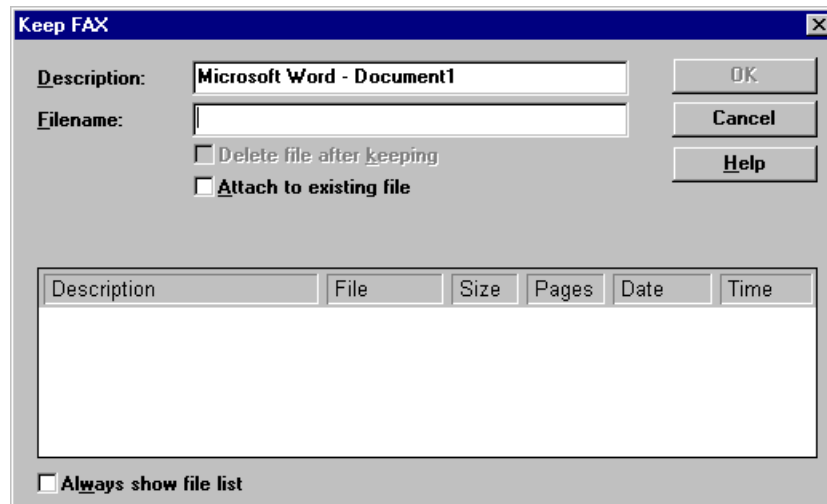 Keep FAX
Description: Microsoft Word - Document1 OK
Filename: Cancel
Delete file after keeping Help
Attach to existing file
Description File Size Pages Date Time
Always show file list